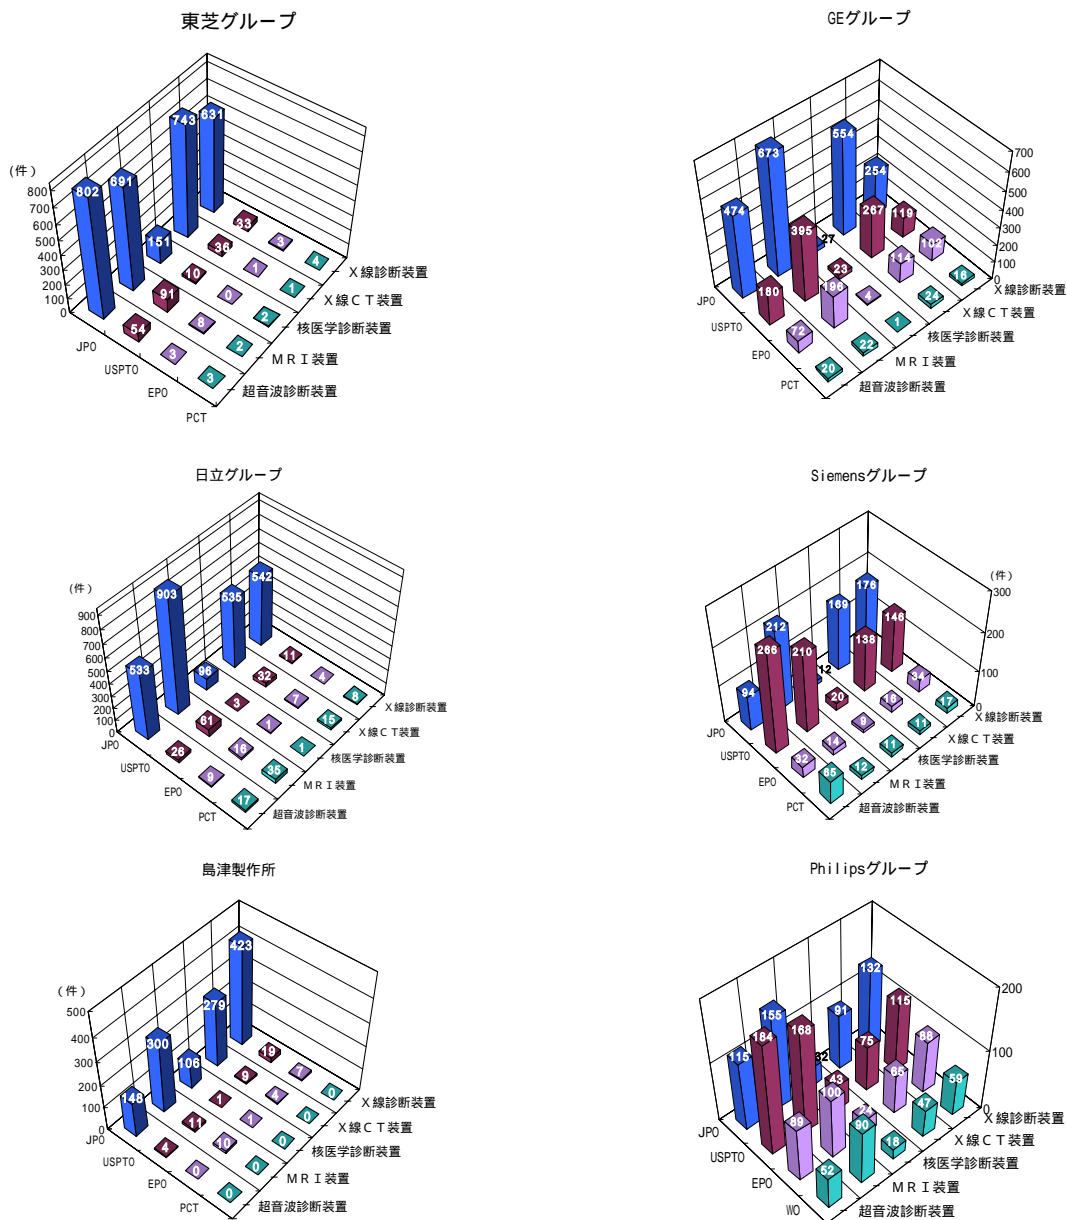 東芝グループ
(件)
800
700
600
500
400
300
200
100
0
802
691
151
743
631
54
91
10
36
33
3
8
0
1
3
3
2
2
1
4
JPO
USPTO
EPO
PCT
X線診断装置
X線CT装置
核医学診断装置
MRI装置
超音波診断装置
GEグループ
700
600
500
400
300
200
100
0
474
673
27
554
254
180
395
23
267
119
72
196
4
114
102
20
22
1
24
16
JPO
USPTO
EPO
PCT
X線診断装置
X線CT装置
核医学診断装置
MRI装置
超音波診断装置
日立グループ
(件)
900
800
700
600
500
400
300
200
100
0
533
903
96
535
542
26
61
3
32
11
9
16
1
7
4
17
35
1
15
8
JPO
USPTO
EPO
PCT
X線診断装置
X線CT装置
核医学診断装置
MRI装置
超音波診断装置
Siemensグループ
(件)
300
200
100
0
94
212
12
169
176
266
210
20
138
146
32
14
9
16
34
65
12
11
11
17
JPO
USPTO
EPO
PCT
X線診断装置
X線CT装置
核医学診断装置
MRI装置
超音波診断装置
島津製作所
(件)
500
400
300
200
100
0
148
300
106
279
423
4
11
1
9
19
0
10
1
4
7
0
0
0
0
0
JPO
USPTO
EPO
PCT
X線診断装置
X線CT装置
核医学診断装置
MRI装置
超音波診断装置
Philipsグループ
200
100
0
115
155
32
91
132
184
168
43
75
115
89
100
24
65
88
52
90
18
47
59
JPO
USPTO
EPO
WO
X線診断装置
X線CT装置
核医学診断装置
MRI装置
超音波診断装置